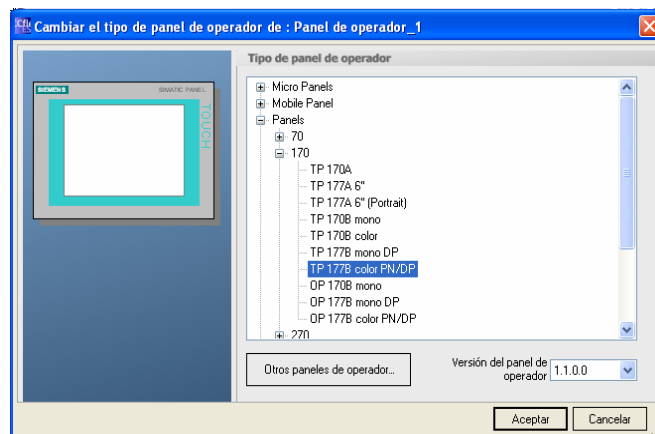 Cambiar el tipo de panel de operador de : Panel de operador_1
Tipo de panel de operador
SIEMENS
SIMATIC PANEL
TOUCH
Micro Panels
Mobile Panel
Panels
70
170
TP 170A
TP 177A 6"
TP 177A 6" (Portrait)
TP 170B mono
TP 170B color
TP 177B mono DP
TP 177B color PN/DP
OP 170B mono
OP 177B mono DP
OP 177B color PN/DP
270
Otros paneles de operador...
Versión del panel de
operador
1.1.0.0
Aceptar
Cancelar